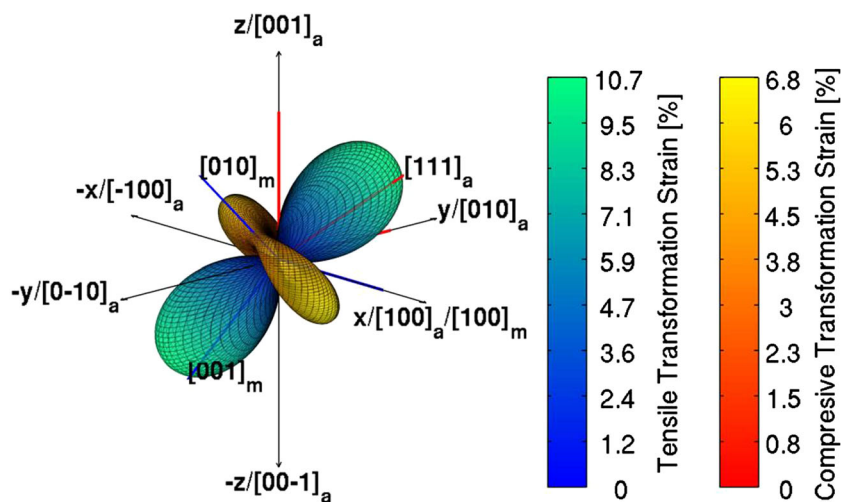 z/[001]a
[010]m
[111]a
-x/[-100]a
y/[010]a
-y/[0-10]a
x/[100]a/[100]m
[001]m
-z/[00-1]a
10.7
9.5
8.3
7.1
5.9
4.7
3.6
2.4
1.2
0
Tensile Transformation Strain [%]
6.8
6
5.3
4.5
3.8
3
2.3
1.5
0.8
0
Compresive Transformation Strain [%]